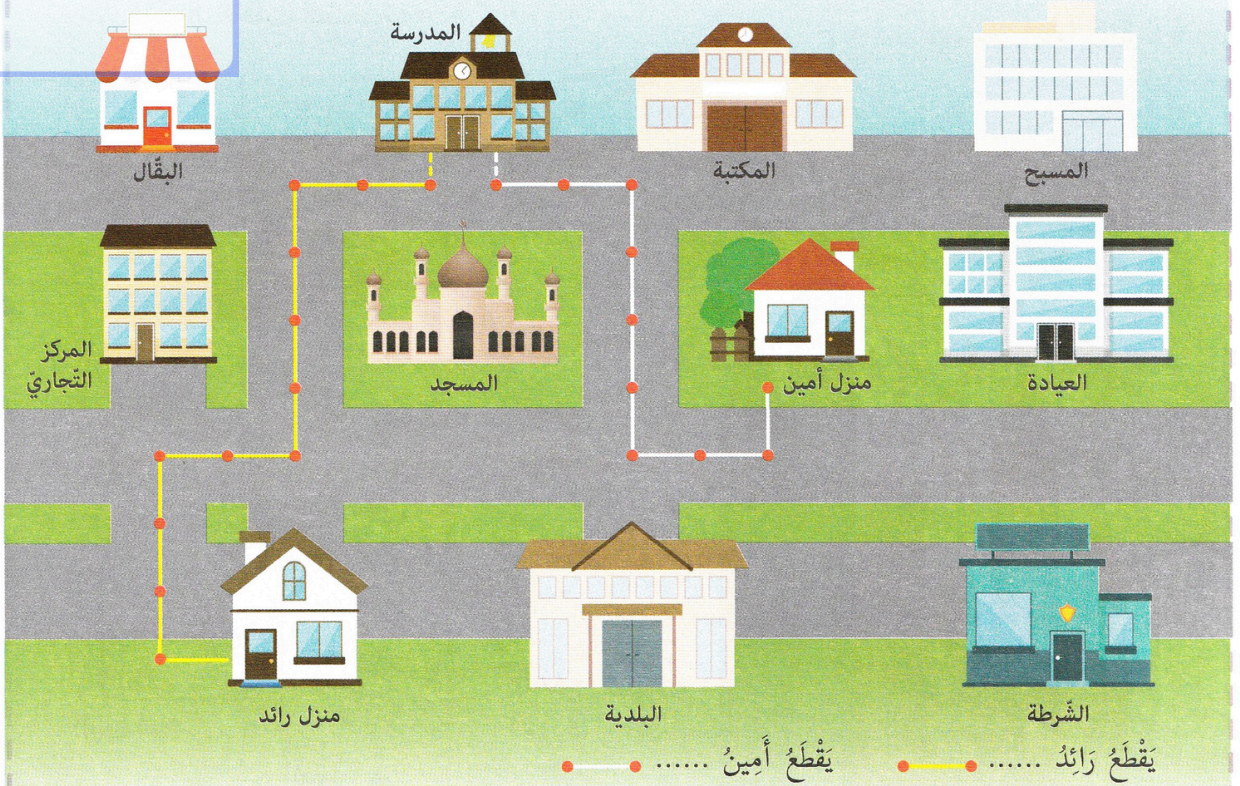 المدرسة
المسبح
المكتبة
البقّال
العيادة
منزل أمين
المسجد
المركز
التّجاريّ
الشّرطة
البلدية
منزل رائد
يَقْطَعُ رَائِدُ ......
يَقْطَعُ أَمِينُ ......